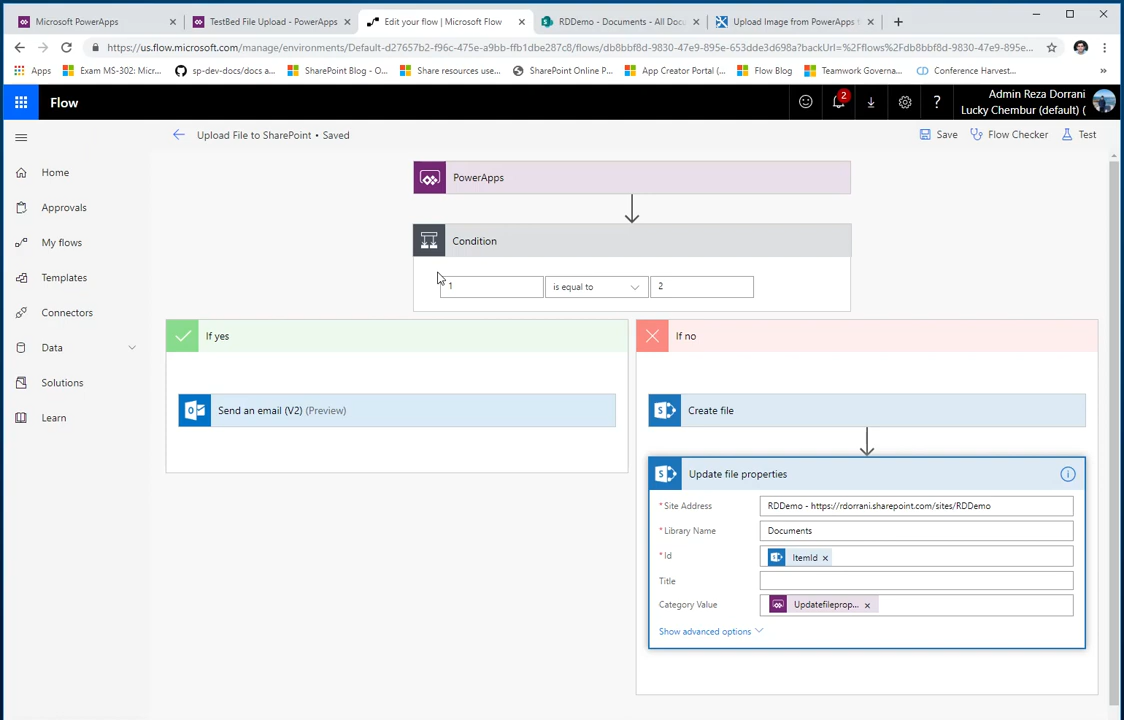 Microsoft PowerApps
TestBed File Upload - PowerApps
Edit your flow | Microsoft Flow
RDDemo - Documents - All Doc
Upload Image from PowerApps
https://us.flow.microsoft.com/manage/environments/Default-d27657b2-f96c-475e-a9bb-ffb1dbe287c8/flows/db8bbf8d-9830-47e9-895e-653dde3d6faa?backUrl=%2Fflows%2Fdb8bbf8d-9830-47e9-895e-...
Apps
Exam MS-302: Micr...
sp-dev-docs/docs a...
SharePoint Blog - O...
Share resources use...
SharePoint Online P...
App Creator Portal (...
Flow Blog
Teamwork Governa...
Conference Harvest...
»
Flow
2
?
Admin Reza Dorrani
Lucky Chembur (default) (
Upload File to SharePoint • Saved
Save
Flow Checker
Test
Home
Approvals
My flows
Templates
Connectors
Data
Solutions
Learn
PowerApps
Condition
1
is equal to
2
If yes
Send an email (V2) (Preview)
If no
Create file
Update file properties
*Site Address
RDDemo - https://rdorrani.sharepoint.com/sites/RDDemo
*Library Name
Documents
*Id
ItemId ×
Title
Category Value
Updatefileprop... ×
Show advanced options